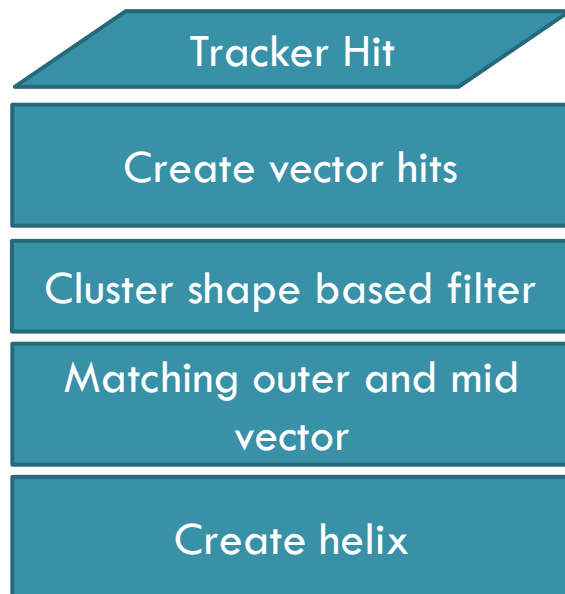 Tracker Hit
Create vector hits
Cluster shape based filter
Matching outer and mid
vector
Create helix